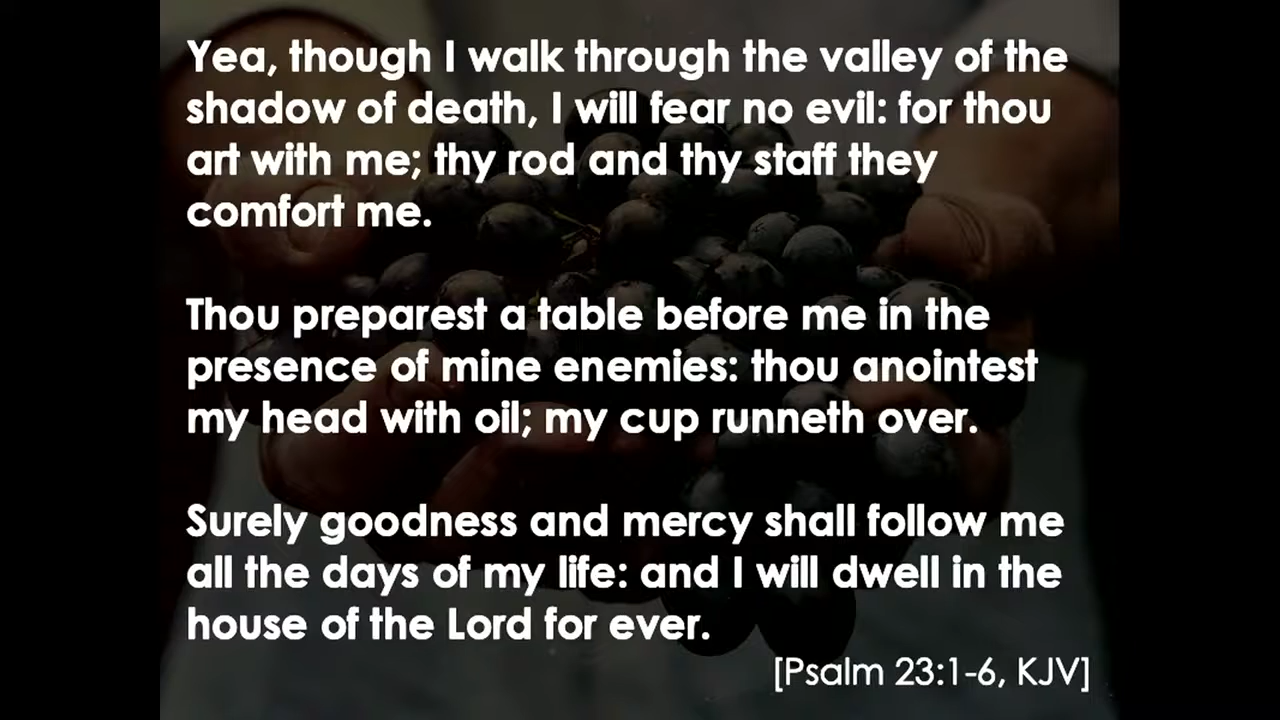 Yea, though I walk through the valley of the
shadow of death, I will fear no evil: for thou
art with me; thy rod and thy staff they
comfort me.
Thou preparest a table before me in the
presence of mine enemies: thou anointest
my head with oil; my cup runneth over.
Surely goodness and mercy shall follow me
all the days of my life: and I will dwell in the
house of the Lord for ever.
[Psalm 23:1-6, KJV]